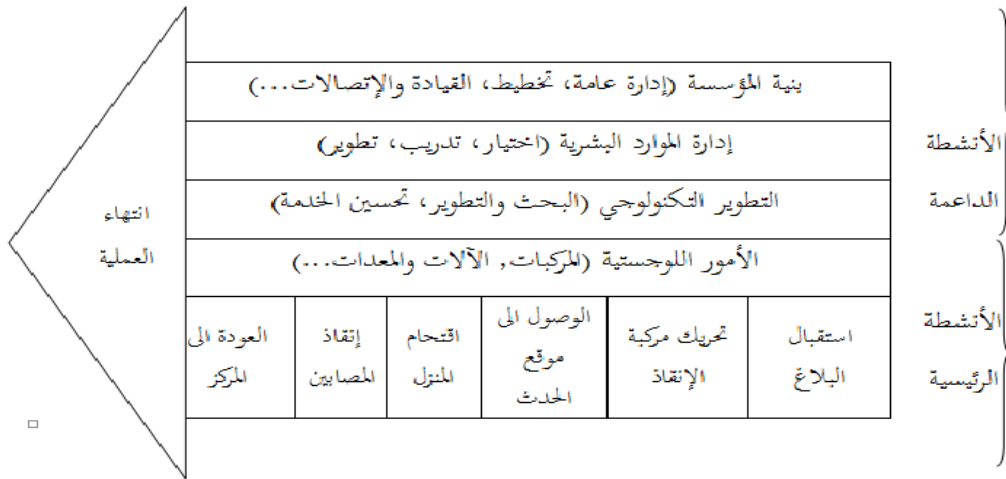 بنية المؤسسة (إدارة عامة، تخطيط، القيادة والإتصالات...)
إدارة الموارد البشرية (اختيار، تدريب، تطوير)
التطوير التكنولوجي (البحث والتطوير، تحسين الخدمة)
الأمور اللوجستية (المركبات, الآلات والمعدات...)
الأنشطة
الداعمة
الأنشطة
الرئيسية
استقبال
البلاغ
تحريك مركبة
الإنقاذ
الوصول الى
موقع
الحدث
اقتحام
المنزل
إنقاذ
المصابين
العودة الى
المركز
انتهاء
العملية